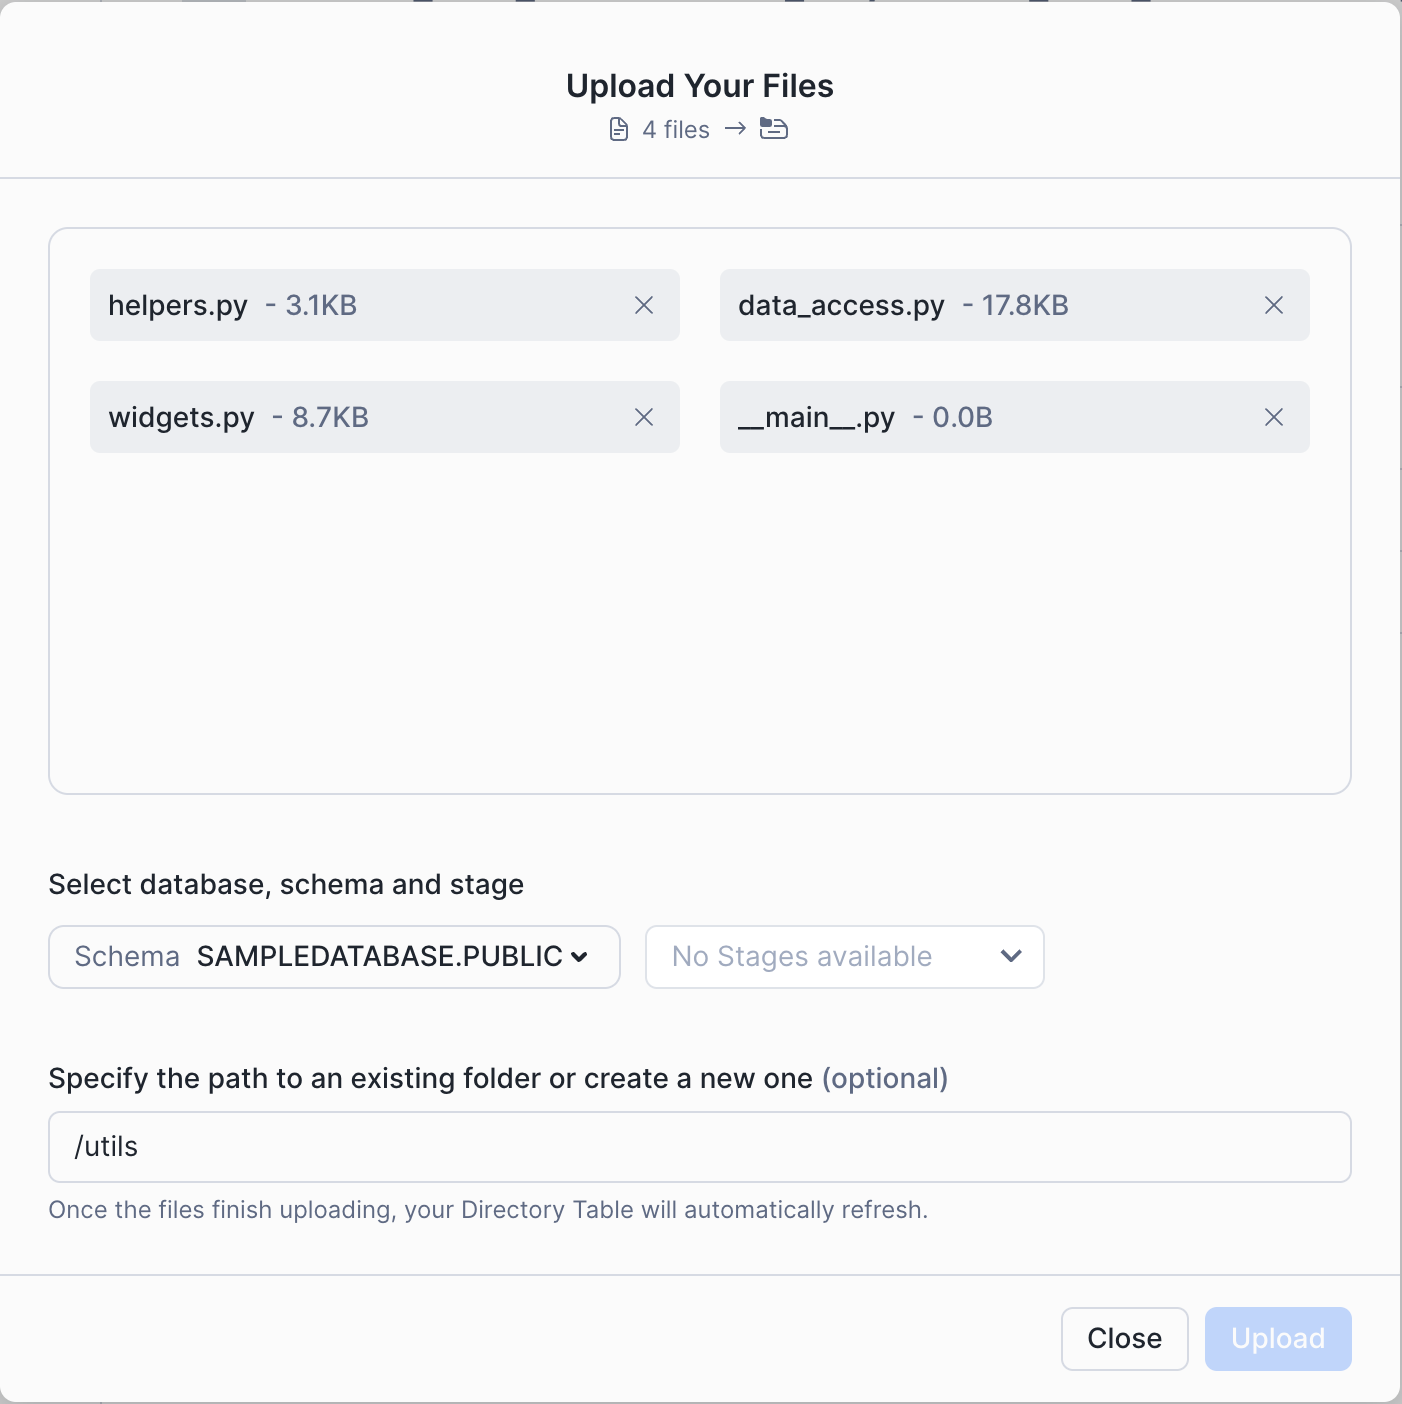 Upload Your Files
4 files
helpers.py - 3.1KB
data_access.py - 17.8KB
widgets.py - 8.7KB
__main__.py - 0.0B
Select database, schema and stage
Schema SAMPLEDATABASE.PUBLIC
No Stages available
Specify the path to an existing folder or create a new one (optional)
/utils
Once the files finish uploading, your Directory Table will automatically refresh.
Close
Upload